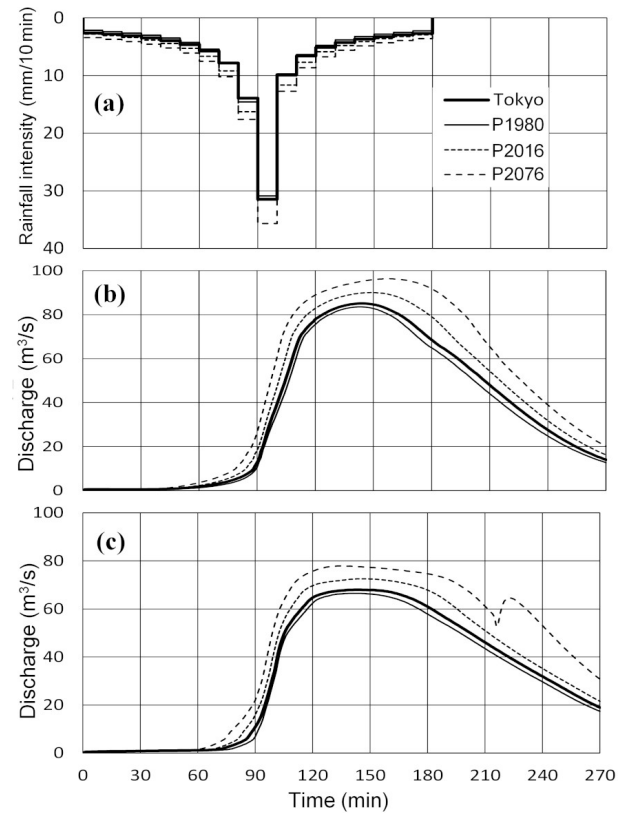 0
10
20
30
40
Rainfall intensity (mm/10min)
(a)
Tokyo
P1980
P2016
P2076
100
80
60
40
20
0
Discharge (m³/s)
(b)
100
80
60
40
20
0
Discharge (m³/s)
(c)
0 30 60 90 120 150 180 210 240 270
Time (min)